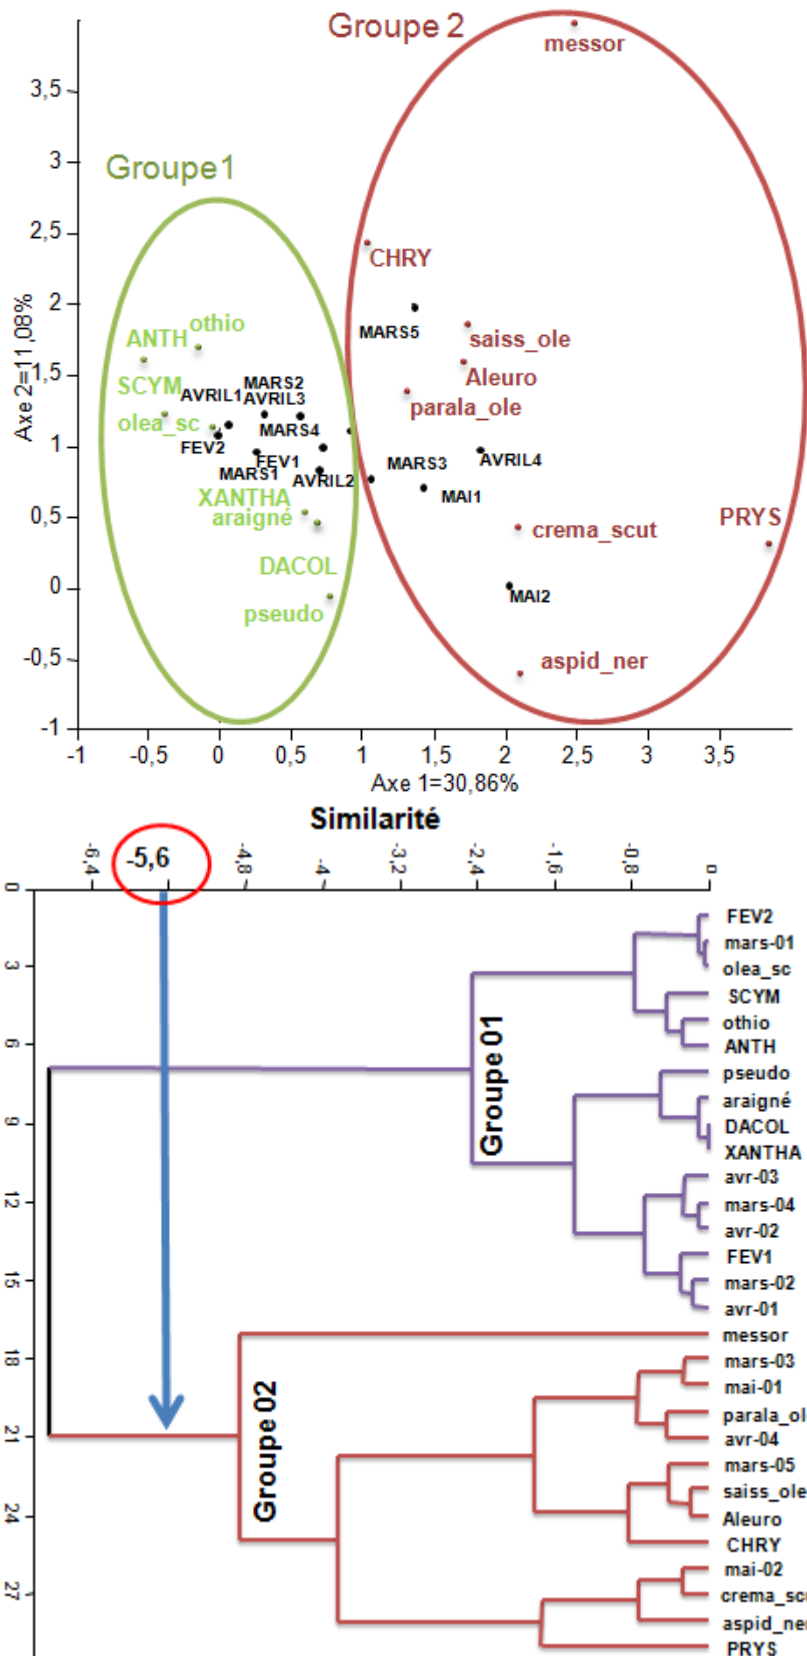 Groupe 2
messor
3,5
3
Groupe1
2,5
CHRY
2
MARS5
ANTH othio
saiss_ole
Axe 2=11,08%
1,5
Aleuro
SCYM
MARS2
AVRIL1 AVRIL3
parala_ole
olea_sc
MARS4
1
FEV2
FEV1
MARS3
AVRIL4
MARS1
AVRIL2
MAI1
XANTHA
0,5
araigné
crema_scut
PRYS
DACOL
0
MAI2
pseudo
-0,5
aspid_ner
-1
-1 -0,5 0 0,5 1 1,5 2 2,5 3 3,5
Axe 1=30,86%
Similarité
-6,4 -5,6 -4,8 -4 -3,2 -2,4 -1,6 -0,8 0
0
FEV2
mars-01
3
olea_sc
SCYM
othio
6
ANTH
Groupe 01
pseudo
araigné
9
DACOL
XANTHA
avr-03
12
mars-04
avr-02
FEV1
15
mars-02
avr-01
messor
18
mars-03
mai-01
parala_ol
21
avr-04
Groupe 02
mars-05
saiss_ole
24
Aleuro
CHRY
mai-02
27
crema_scu
aspid_ner
PRYS